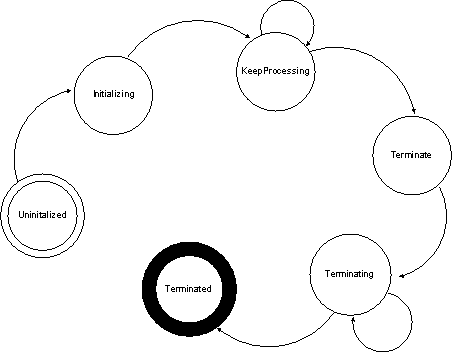 KeepProcessing
Initializing
Terminate
Uninitalized
Terminating
Terminated